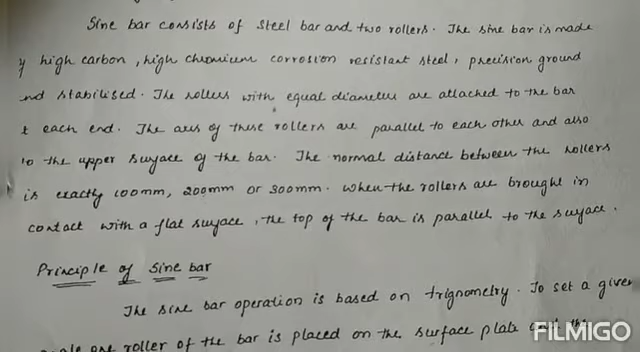 Sine bar consists of steel bar and two rollers. The sine bar is made
y high carbon, high chromium corrosion resistant steel, precision ground
nd stabilised. The rollers with equal diameter are attached to the bar
t each end. The axis of these rollers are parallel to each other and also
to the upper surface of the bar. The normal distance between the rollers
is exactly 100mm, 200mm or 300mm. when the rollers are brought in
contact with a flat surface, the top of the bar is parallel to the surface.
Principle of Sine bar
The sine bar operation is based on trignometry. To set a given
one roller of the bar is placed on the surface plate and the
FILMIGO